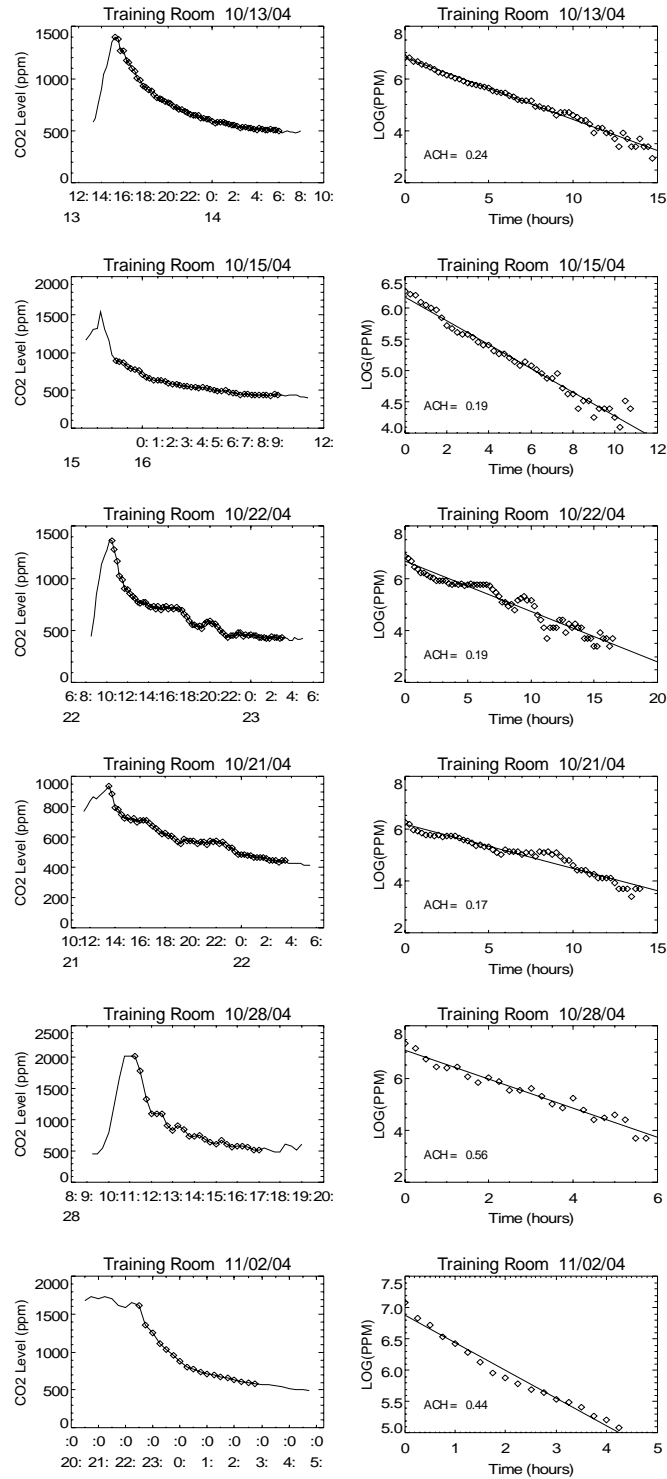 Training Room 10/13/04
CO2 Level (ppm)
1500
1000
500
0
12: 14: 16: 18: 20: 22: 0: 2: 4: 6: 8: 10:
13 14
Training Room 10/13/04
LOG(PPM)
8
6
4
2
ACH = 0.24
0 5 10 15
Time (hours)
Training Room 10/15/04
CO2 Level (ppm)
2000
1500
1000
500
0
0: 1: 2: 3: 4: 5: 6: 7: 8: 9: 12:
15 16
Training Room 10/15/04
LOG(PPM)
6.5
6.0
5.5
5.0
4.5
4.0
ACH = 0.19
0 2 4 6 8 10 12
Time (hours)
Training Room 10/22/04
CO2 Level (ppm)
1500
1000
500
0
6: 8: 10: 12: 14: 16: 18: 20: 22: 0: 2: 4: 6:
22 23
Training Room 10/22/04
LOG(PPM)
8
6
4
2
ACH = 0.19
0 5 10 15 20
Time (hours)
Training Room 10/21/04
CO2 Level (ppm)
1000
800
600
400
200
0
10: 12: 14: 16: 18: 20: 22: 0: 2: 4: 6:
21 22
Training Room 10/21/04
LOG(PPM)
8
6
4
2
ACH = 0.17
0 5 10 15
Time (hours)
Training Room 10/28/04
CO2 Level (ppm)
2500
2000
1500
1000
500
0
8: 9: 10: 11: 12: 13: 14: 15: 16: 17: 18: 19: 20:
28
Training Room 10/28/04
LOG(PPM)
8
6
4
2
ACH = 0.56
0 2 4 6
Time (hours)
Training Room 11/02/04
CO2 Level (ppm)
2000
1500
1000
500
0
:0 :0 :0 :0 :0 :0 :0 :0 :0 :0
20: 21: 22: 23: 0: 1: 2: 3: 4: 5:
Training Room 11/02/04
LOG(PPM)
7.5
7.0
6.5
6.0
5.5
5.0
ACH = 0.44
0 1 2 3 4 5
Time (hours)